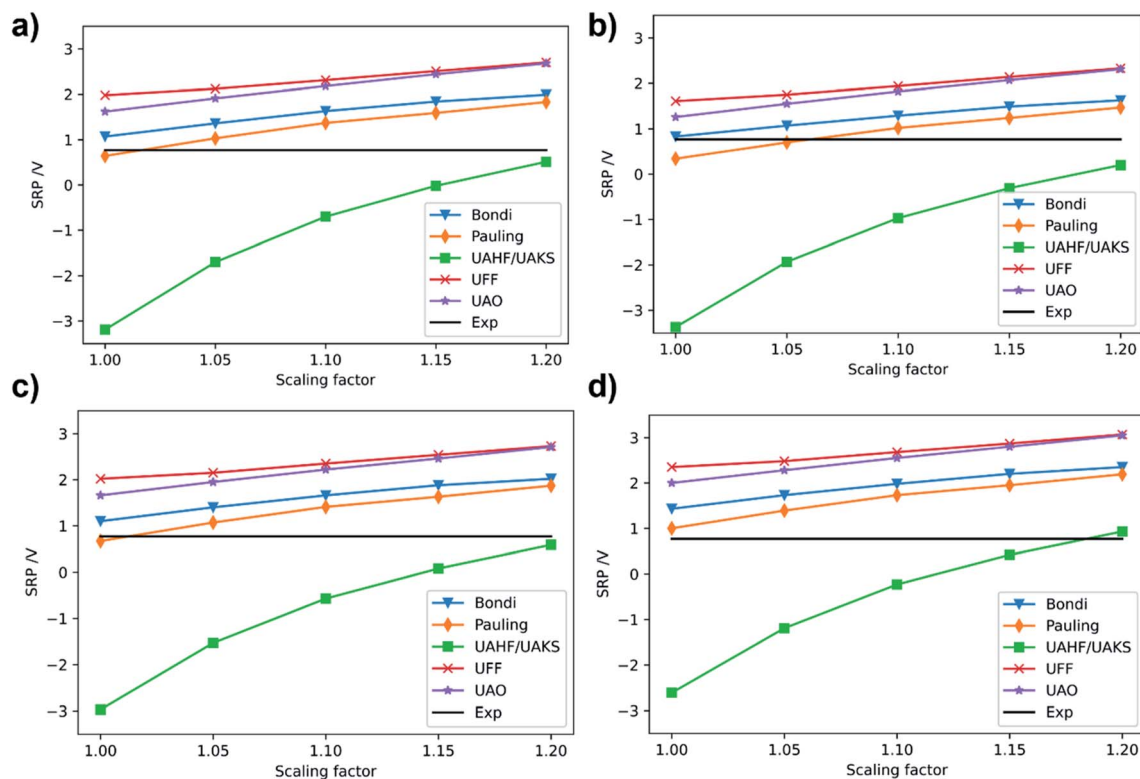 a)
3
2
1
0
−1
−2
−3
SRP /V
Bondi
Pauling
UAHF/UAKS
UFF
UAO
Exp
1.00 1.05 1.10 1.15 1.20
Scaling factor
b)
3
2
1
0
−1
−2
−3
SRP /V
Bondi
Pauling
UAHF/UAKS
UFF
UAO
Exp
1.00 1.05 1.10 1.15 1.20
Scaling factor
c)
3
2
1
0
−1
−2
−3
SRP /V
Bondi
Pauling
UAHF/UAKS
UFF
UAO
Exp
1.00 1.05 1.10 1.15 1.20
Scaling factor
d)
3
2
1
0
−1
−2
−3
SRP /V
Bondi
Pauling
UAHF/UAKS
UFF
UAO
Exp
1.00 1.05 1.10 1.15 1.20
Scaling factor